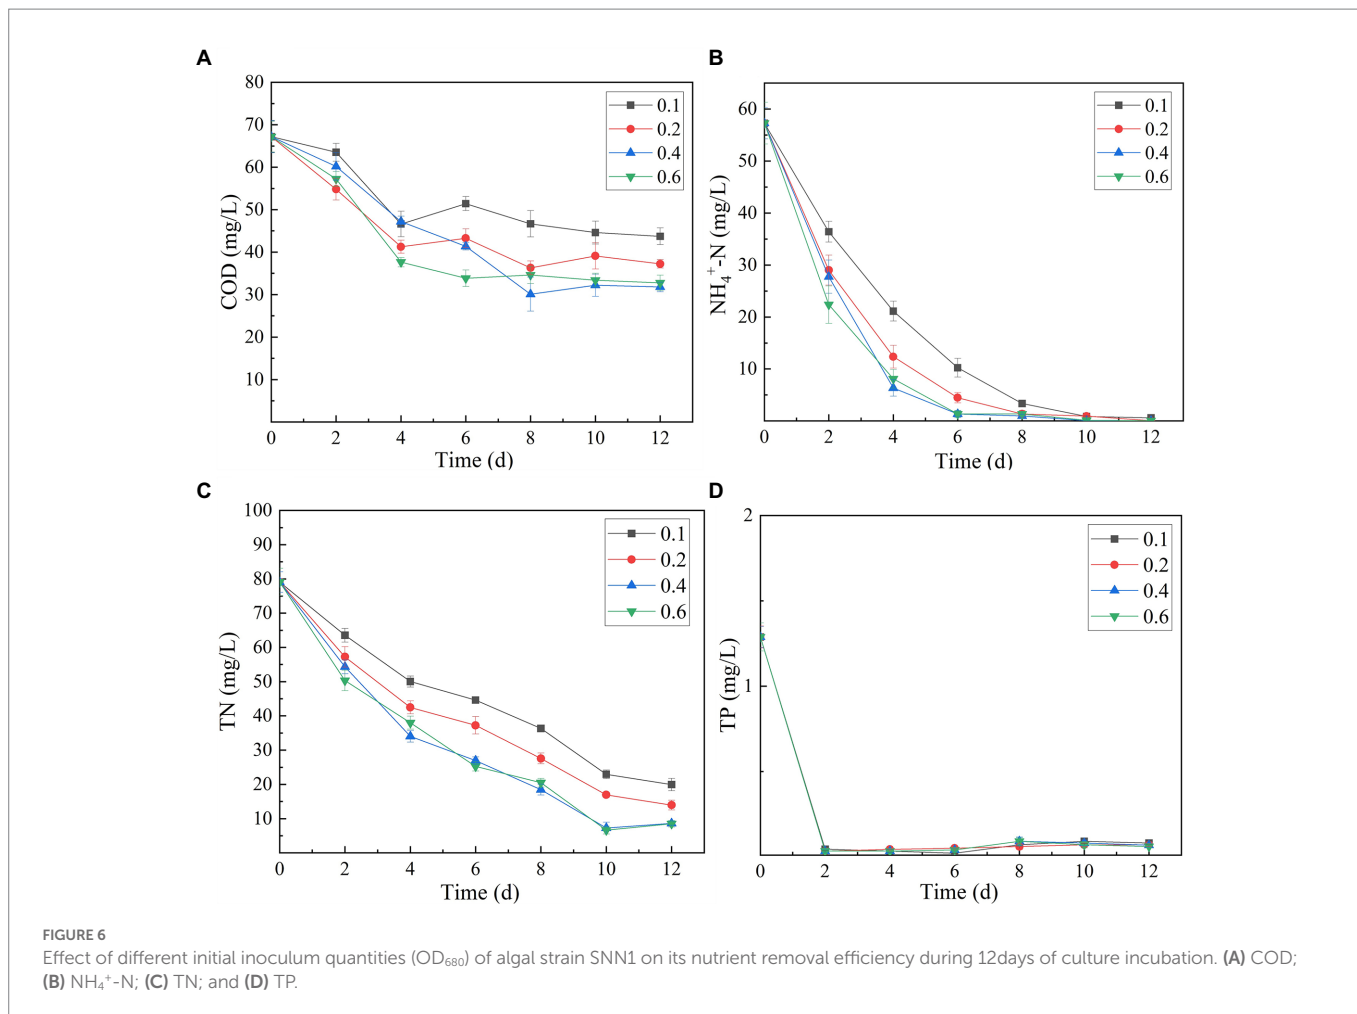 A
80
70
60
50
40
30
20
10
0 2 4 6 8 10 12
COD (mg/L)
Time (d)
0.1
0.2
0.4
0.6
B
60
50
40
30
20
10
0 2 4 6 8 10 12
NH₄⁺-N (mg/L)
Time (d)
0.1
0.2
0.4
0.6
C
100
90
80
70
60
50
40
30
20
10
0 2 4 6 8 10 12
TN (mg/L)
Time (d)
0.1
0.2
0.4
0.6
D
2
1
0 2 4 6 8 10 12
TP (mg/L)
Time (d)
0.1
0.2
0.4
0.6
FIGURE 6
Effect of different initial inoculum quantities (OD₆₈₀) of algal strain SNN1 on its nutrient removal efficiency during 12days of culture incubation. (A) COD;
(B) NH₄⁺-N; (C) TN; and (D) TP.